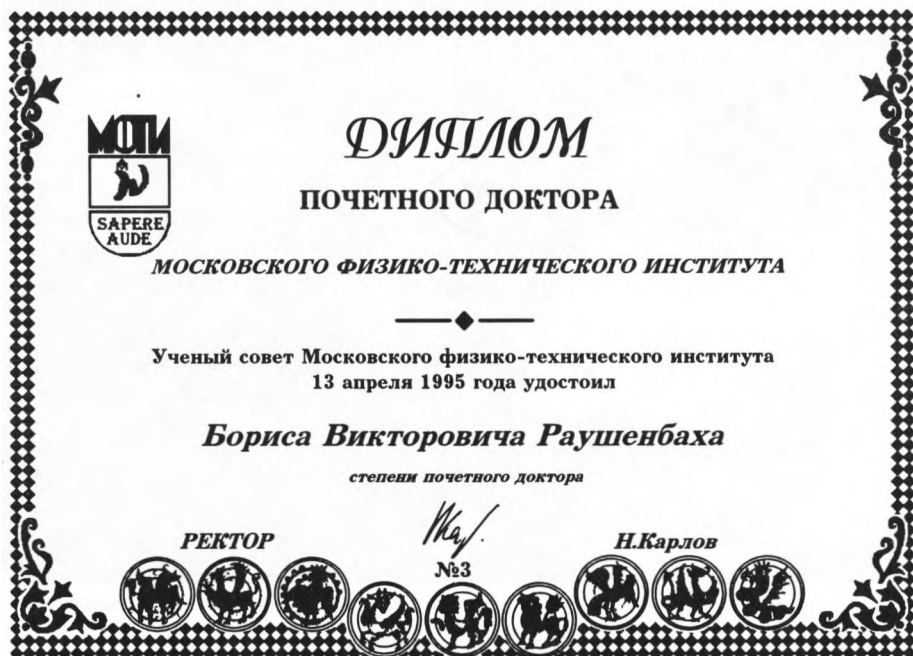 МФТИ
SAPERE
AUDE
ДИПЛОМ
ПОЧЕТНОГО ДОКТОРА
МОСКОВСКОГО ФИЗИКО-ТЕХНИЧЕСКОГО ИНСТИТУТА
Ученый совет Московского физико-технического института
13 апреля 1995 года удостоил
Бориса Викторовича Раушенбаха
степени почетного доктора
РЕКТОР
Н.Карлов
№3